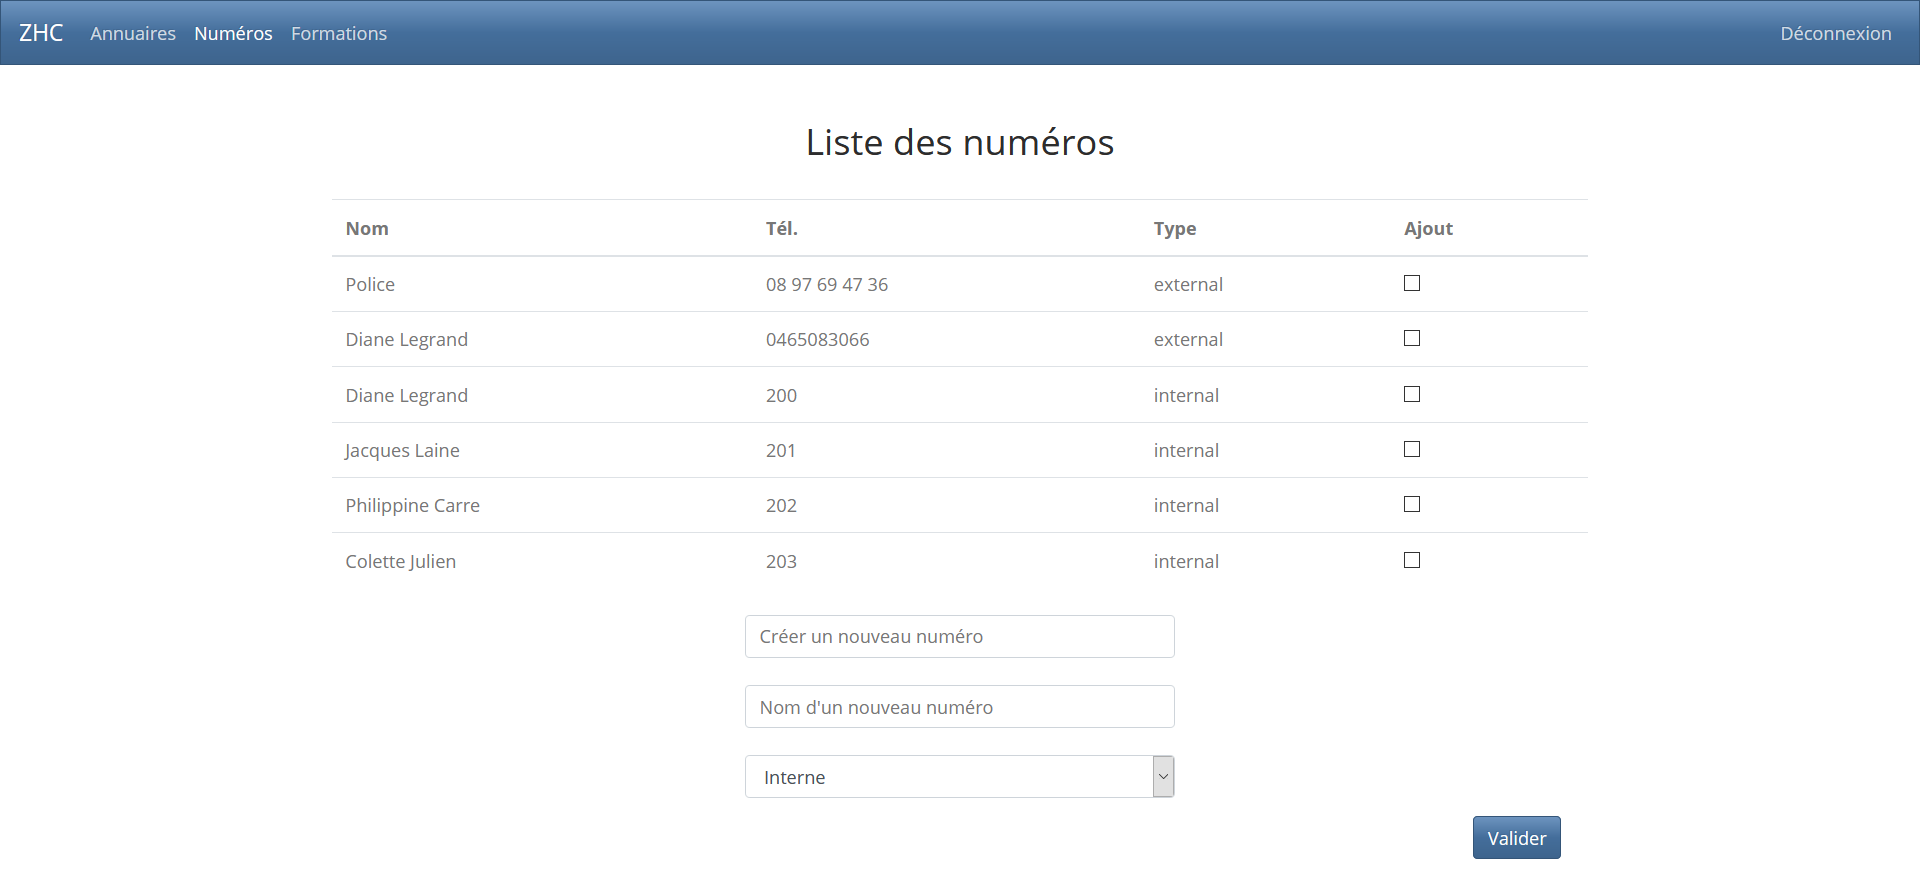 ZHC Annuaires Numéros Formations Déconnexion
Liste des numéros
Nom Tél. Type Ajout
Police 08 97 69 47 36 external
Diane Legrand 0465083066 external
Diane Legrand 200 internal
Jacques Laine 201 internal
Philippine Carre 202 internal
Colette Julien 203 internal
Créer un nouveau numéro
Nom d'un nouveau numéro
Interne
Valider